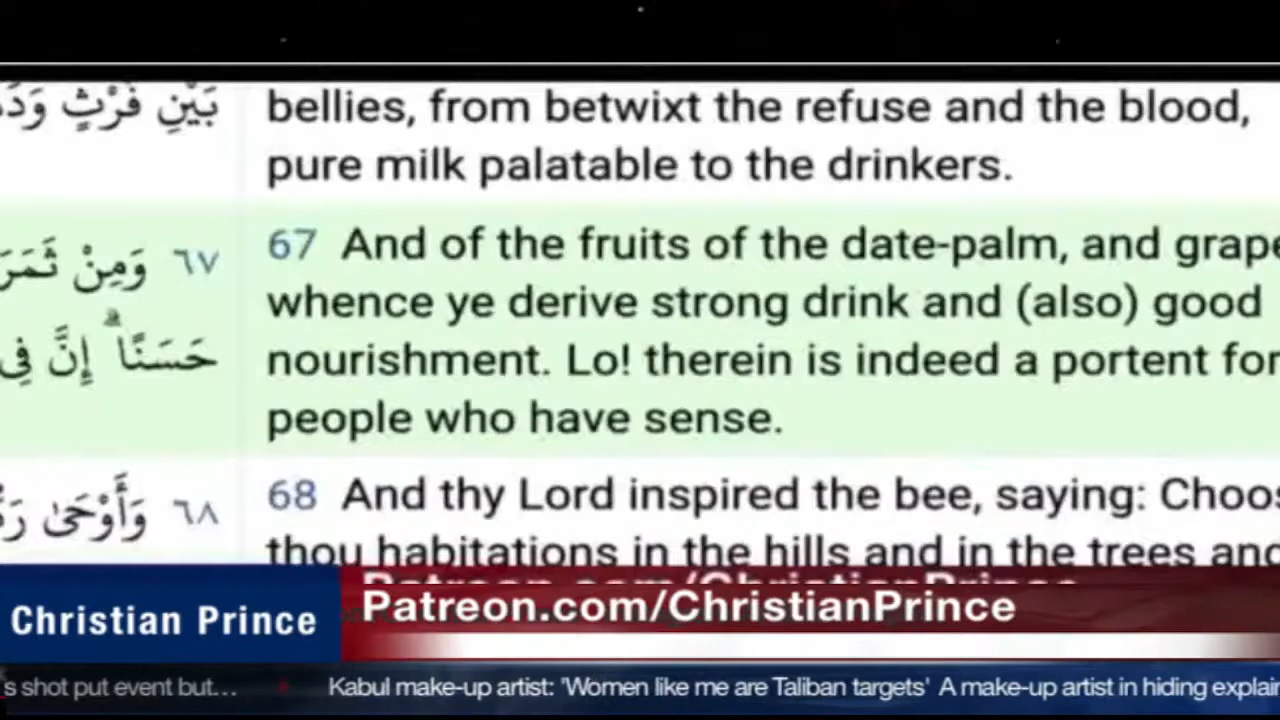 بَيْنِ فَرْثٍ
bellies, from betwixt the refuse and the blood,
pure milk palatable to the drinkers.
٦٧ وَمِنْ
67 And of the fruits of the date-palm, and grape
whence ye derive strong drink and (also) good
حَسَنًا ۗ إِنَّ فِي
nourishment. Lo! therein is indeed a portent for
people who have sense.
٦٨ وَأَوْحَىٰ
68 And thy Lord inspired the bee, saying: Choos
thou habitations in the hills and in the trees and
Christian Prince
Patreon.com/ChristianPrince
Patreon.com/ChristianPrince
's shot put event but... Kabul make-up artist: 'Women like me are Taliban targets' A make-up artist in hiding explai